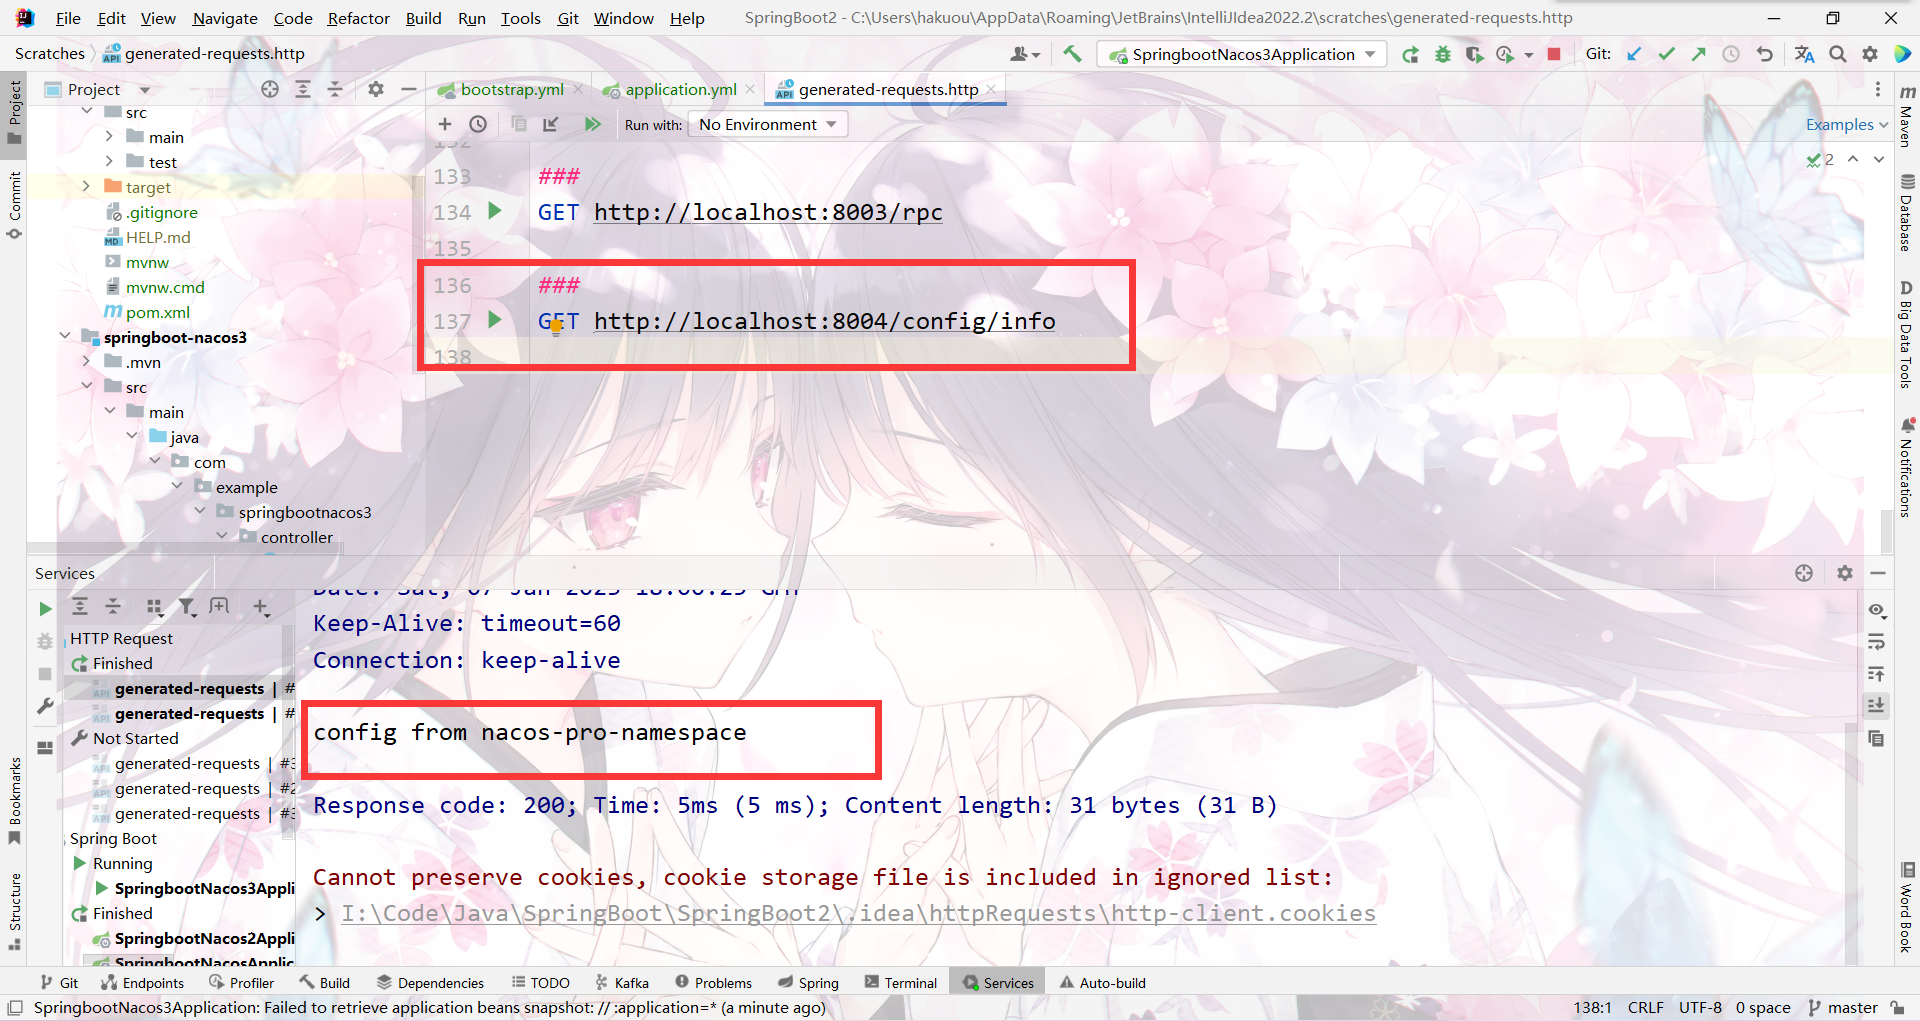 File Edit View Navigate Code Refactor Build Run Tools Git Window Help SpringBoot2 - C:\Users\hakuou\AppData\Roaming\JetBrains\IntelliJIdea2022.2\scratches\generated-requests.http
Scratches generated-requests.http SpringbootNacos3Application Git:
Project bootstrap.yml application.yml generated-requests.http
Run with: No Environment Examples
src
main
test
target
.gitignore
HELP.md
mvnw
mvnw.cmd
pom.xml
springboot-nacos3
.mvn
src
main
java
com
example
springbootnacos3
controller
133 ###
134 GET http://localhost:8003/rpc
135
136 ###
137 GET http://localhost:8004/config/info
138
2
Project
Commit
Bookmarks
Structure
Maven
Database
Big Data Tools
Notifications
Word Book
Services
HTTP Request
Finished
generated-requests | #
generated-requests | #
Not Started
generated-requests | #3
generated-requests | #2
generated-requests | #3
Spring Boot
Running
SpringbootNacos3Appli
Finished
SpringbootNacos2Appli
SpringbootNacosApplic
Keep-Alive: timeout=60
Connection: keep-alive
config from nacos-pro-namespace
Response code: 200; Time: 5ms (5 ms); Content length: 31 bytes (31 B)
Cannot preserve cookies, cookie storage file is included in ignored list:
> I:\Code\Java\SpringBoot\SpringBoot2\.idea\httpRequests\http-client.cookies
Git Endpoints Profiler Build Dependencies TODO Kafka Problems Spring Terminal Services Auto-build
SpringbootNacos3Application: Failed to retrieve application beans snapshot: // :application=* (a minute ago) 138:1 CRLF UTF-8 0 space master